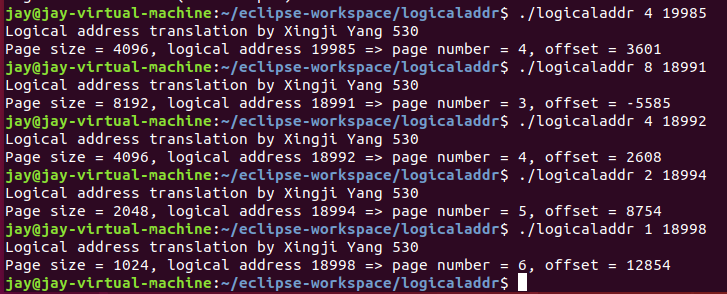 jay@jay-virtual-machine:~/eclipse-workspace/logicaladdr$ ./logicaladdr 4 19985
Logical address translation by Xingji Yang 530
Page size = 4096, logical address 19985 => page number = 4, offset = 3601
jay@jay-virtual-machine:~/eclipse-workspace/logicaladdr$ ./logicaladdr 8 18991
Logical address translation by Xingji Yang 530
Page size = 8192, logical address 18991 => page number = 3, offset = -5585
jay@jay-virtual-machine:~/eclipse-workspace/logicaladdr$ ./logicaladdr 4 18992
Logical address translation by Xingji Yang 530
Page size = 4096, logical address 18992 => page number = 4, offset = 2608
jay@jay-virtual-machine:~/eclipse-workspace/logicaladdr$ ./logicaladdr 2 18994
Logical address translation by Xingji Yang 530
Page size = 2048, logical address 18994 => page number = 5, offset = 8754
jay@jay-virtual-machine:~/eclipse-workspace/logicaladdr$ ./logicaladdr 1 18998
Logical address translation by Xingji Yang 530
Page size = 1024, logical address 18998 => page number = 6, offset = 12854
jay@jay-virtual-machine:~/eclipse-workspace/logicaladdr$